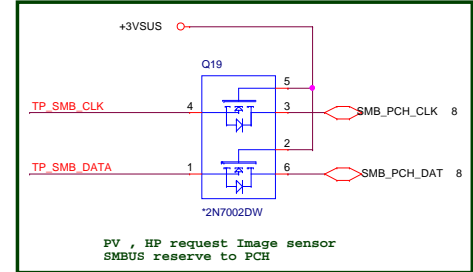 +3VSUS
Q19
5
TP_SMB_CLK 4 3 SMB_PCH_CLK 8
2
TP_SMB_DATA 1 6 SMB_PCH_DAT 8
*2N7002DW
PV , HP request Image sensor
SMBUS reserve to PCH